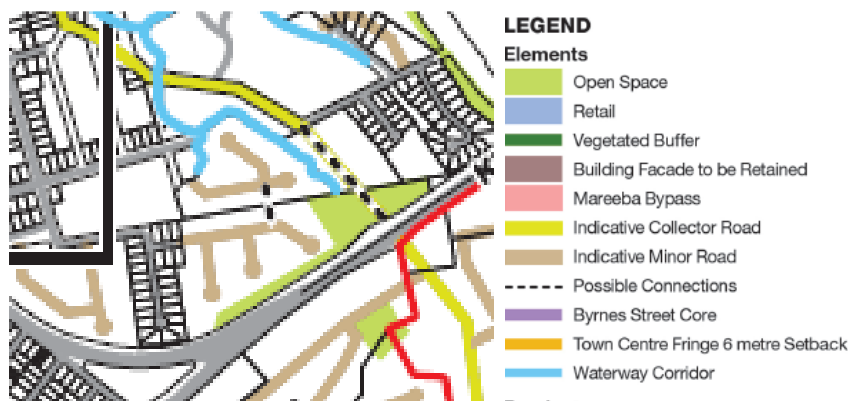 LEGEND
Elements
Open Space
Retail
Vegetated Buffer
Building Facade to be Retained
Mareeba Bypass
Indicative Collector Road
Indicative Minor Road
Possible Connections
Byrnes Street Core
Town Centre Fringe 6 metre Setback
Waterway Corridor